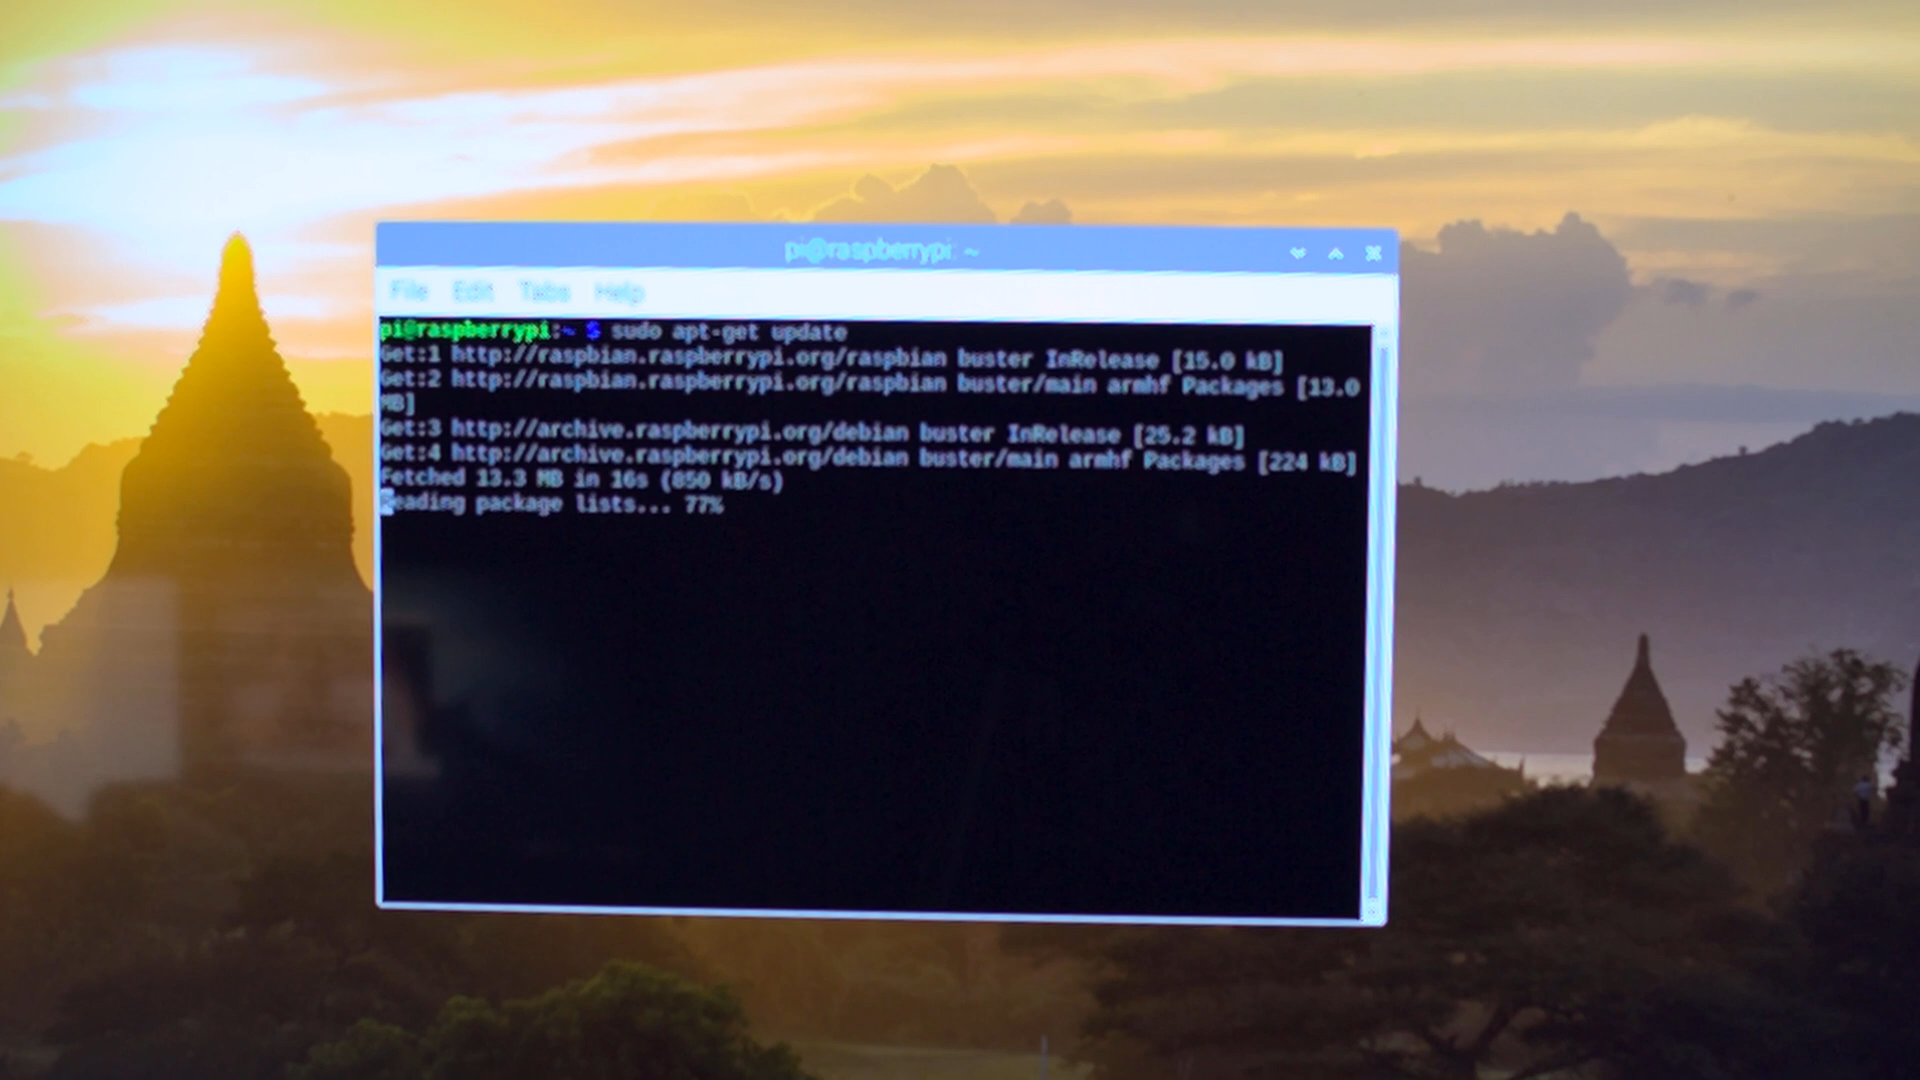 pi@raspberrypi: ~
File Edit Tabs Help
pi@raspberrypi:~ $ sudo apt-get update
Get:1 http://raspbian.raspberrypi.org/raspbian buster InRelease [15.0 kB]
Get:2 http://raspbian.raspberrypi.org/raspbian buster/main armhf Packages [13.0
MB]
Get:3 http://archive.raspberrypi.org/debian buster InRelease [25.2 kB]
Get:4 http://archive.raspberrypi.org/debian buster/main armhf Packages [224 kB]
Fetched 13.3 MB in 16s (850 kB/s)
Reading package lists... 77%